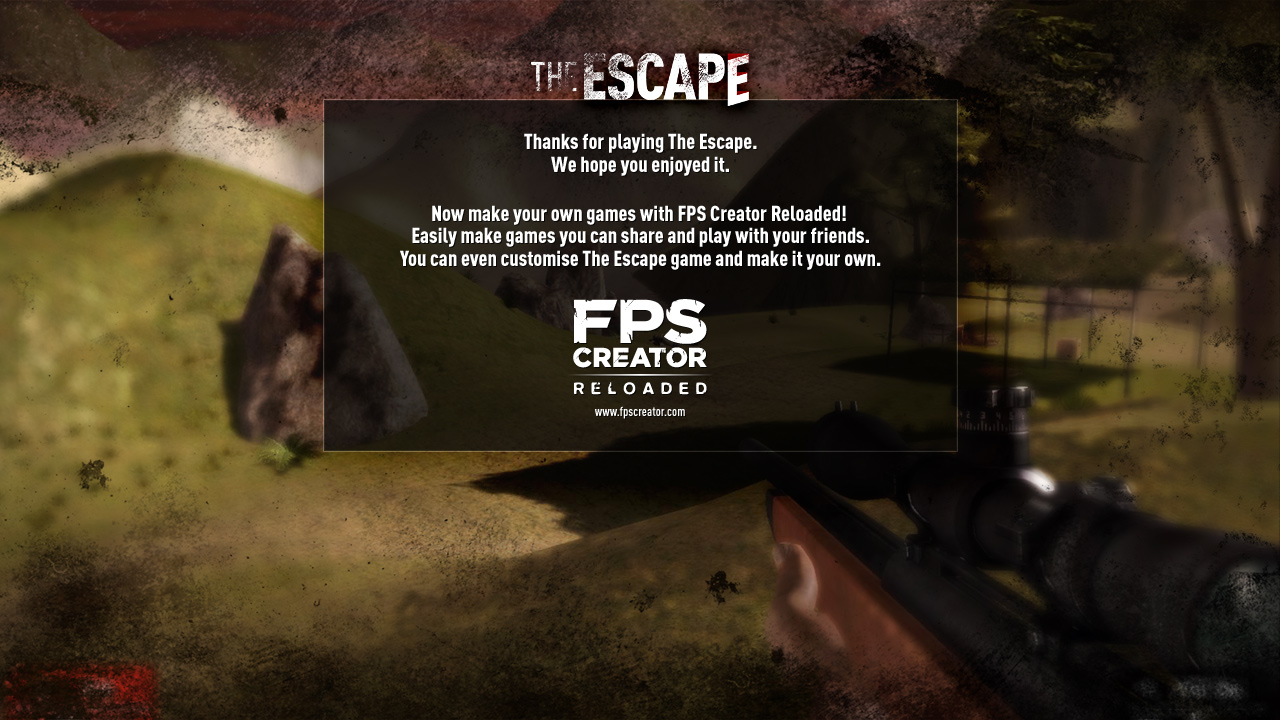 THE ESCAPE
Thanks for playing The Escape.
We hope you enjoyed it.
Now make your own games with FPS Creator Reloaded!
Easily make games you can share and play with your friends.
You can even customise The Escape game and make it your own.
FPS
CREATOR
RELOADED
www.fpscreator.com